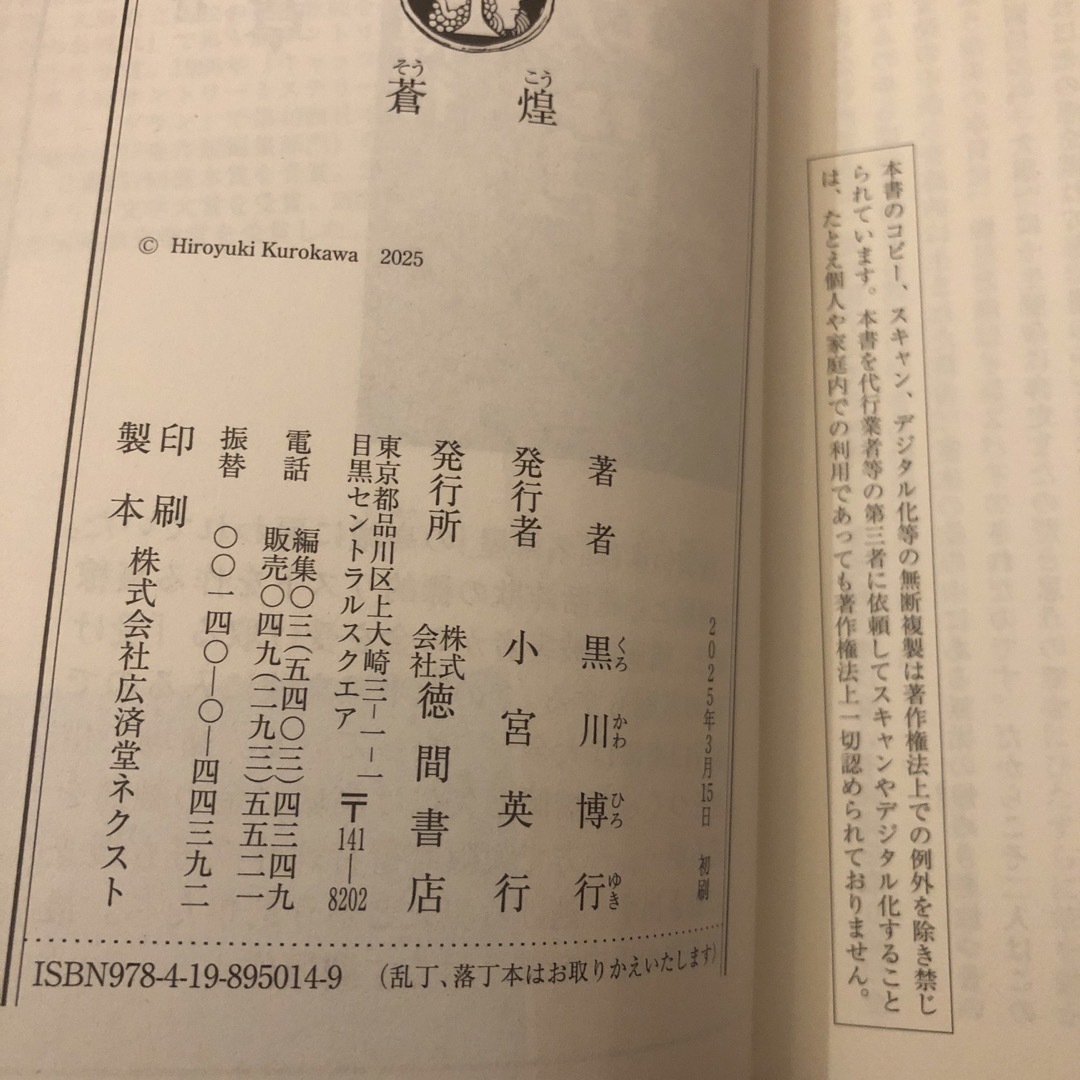 本書のコピー、スキャン、デジタル化等の無断複製は著作権法上での例外を除き禁じ
られています。本書を代行業者等の第三者に依頼してスキャンやデジタル化すること
は、たとえ個人や家庭内での利用であっても著作権法上一切認められておりません。
蒼煌
そうこう
© Hiroyuki Kurokawa 2025
2025年3月15日 初刷
著者 黒川博行
くろかわひろゆき
発行者 小宮英行
発行所 株式会社徳間書店
東京都品川区上大崎三−一−一
目黒セントラルスクエア 〒141−8202
電話 編集〇三(五四〇三)四三四九
販売〇四九(二九三)五五二一
振替 〇〇一四〇−〇−四四三九二
印刷
製本 株式会社広済堂ネクスト
ISBN978-4-19-895014-9 (乱丁、落丁本はお取りかえいたします)